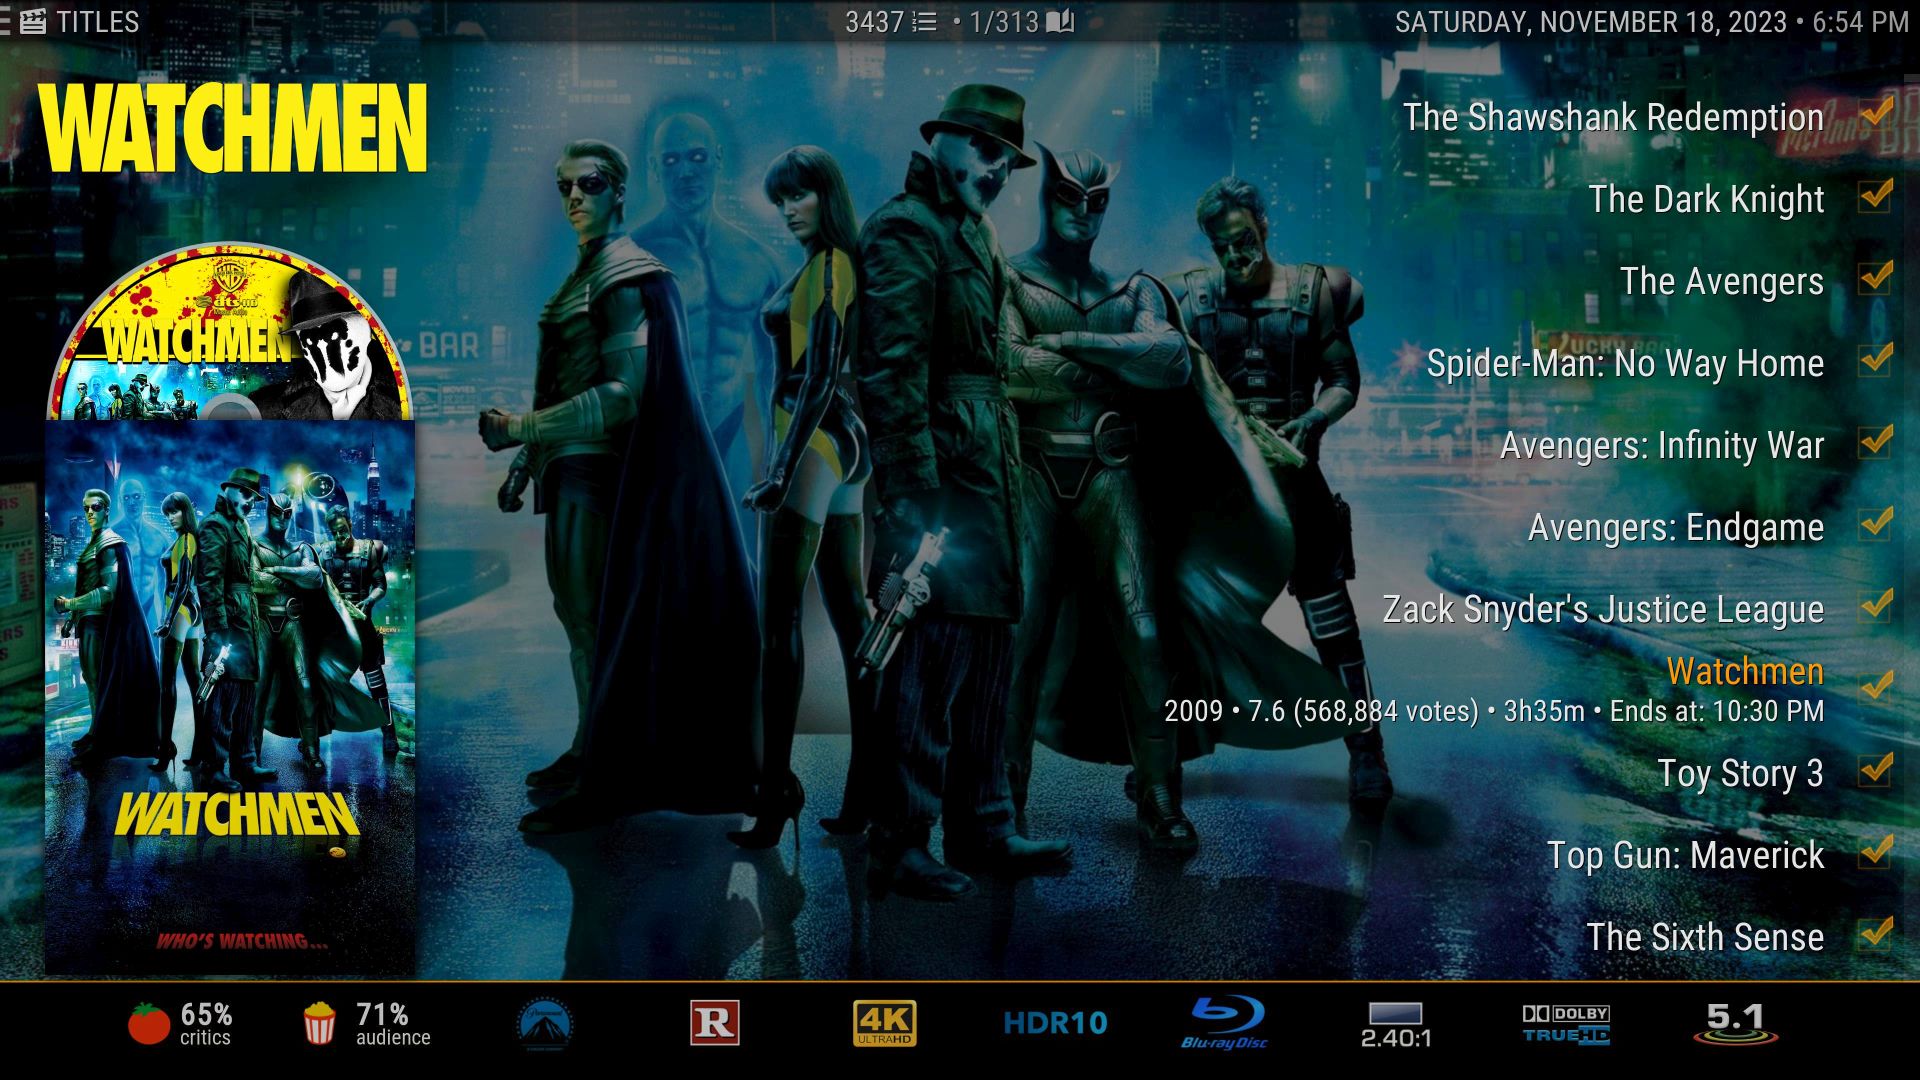 TITLES
3437 • 1/313
SATURDAY, NOVEMBER 18, 2023 • 6:54 PM
WATCHMEN
The Shawshank Redemption
The Dark Knight
The Avengers
Spider-Man: No Way Home
Avengers: Infinity War
Avengers: Endgame
Zack Snyder's Justice League
Watchmen
2009 • 7.6 (568,884 votes) • 3h35m • Ends at: 10:30 PM
Toy Story 3
Top Gun: Maverick
The Sixth Sense
dts-HD
WATCHMEN
BAR
WATCHMEN
WHO'S WATCHING...
65%
critics
71%
audience
Paramount
R
4K
ULTRAHD
HDR10
Blu-ray Disc
2.40:1
DOLBY
TRUEHD
5.1